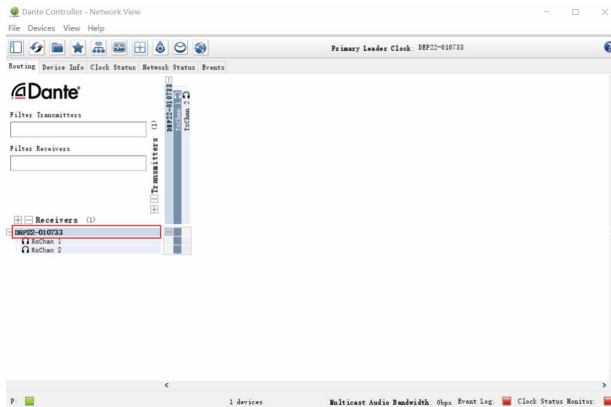 Dante Controller - Network View
File Devices View Help
Primary Leader Clock: DEP22-010733
Routing Device Info Clock Status Network Status Events
Dante
Filter Transmitters
Filter Receivers
Transmitters (1)
DEP22-010733
TxChan 1
TxChan 2
Receivers (1)
DEP22-010733
RxChan 1
RxChan 2
P: 1 devices Multicast Audio Bandwidth: 0bps Event Log: Clock Status Monitor: